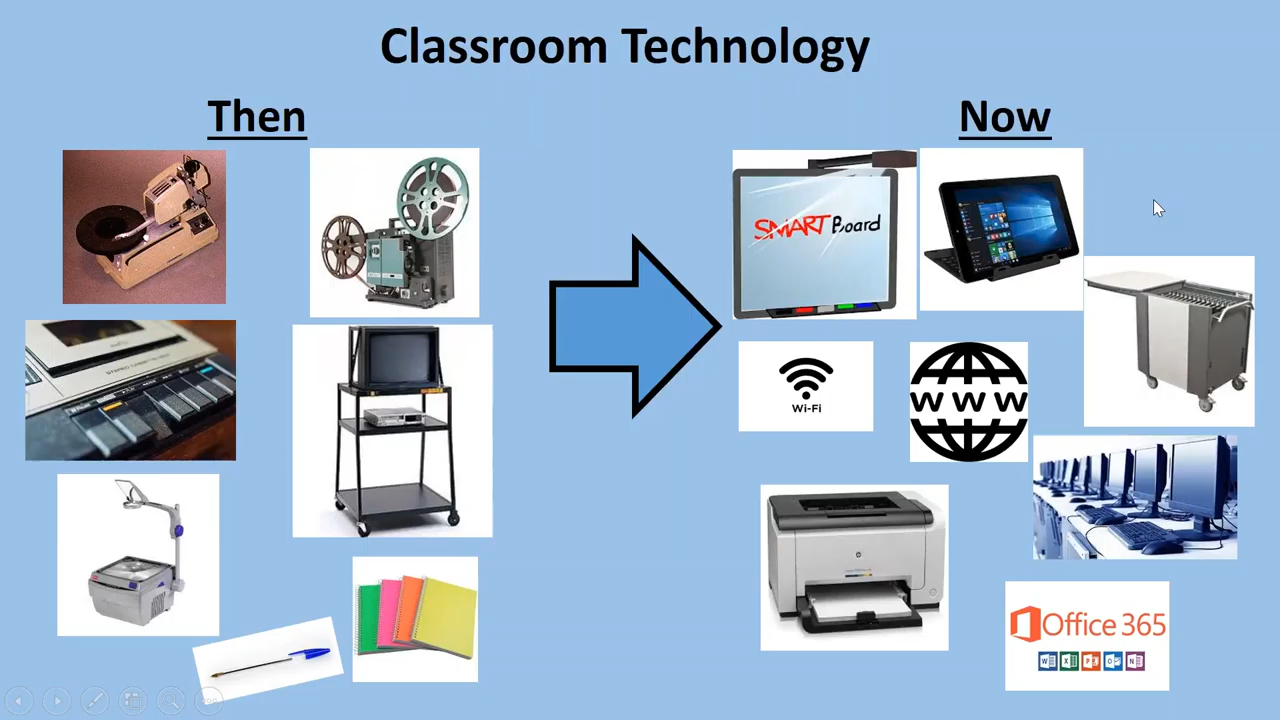 Classroom Technology
Then
Now
SMART Board
Wi-Fi
WWW
Office 365